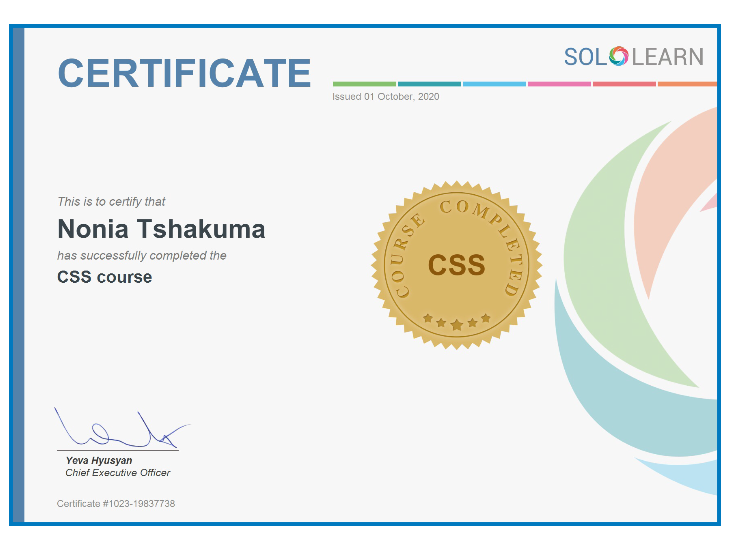 CERTIFICATE
SOLOLEARN
Issued 01 October, 2020
This is to certify that
Nonia Tshakuma
has successfully completed the
CSS course
COURSE COMPLETED
CSS
Yeva Hyusyan
Chief Executive Officer
Certificate #1023-19837738